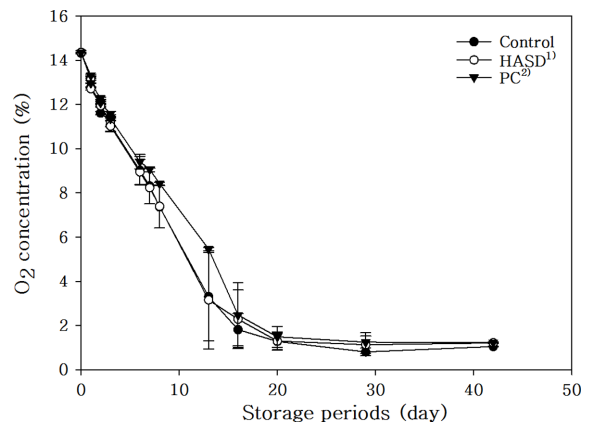 16
14
12
10
8
6
4
2
0
O2 concentration (%)
Control
HASD1)
PC2)
0 10 20 30 40 50
Storage periods (day)